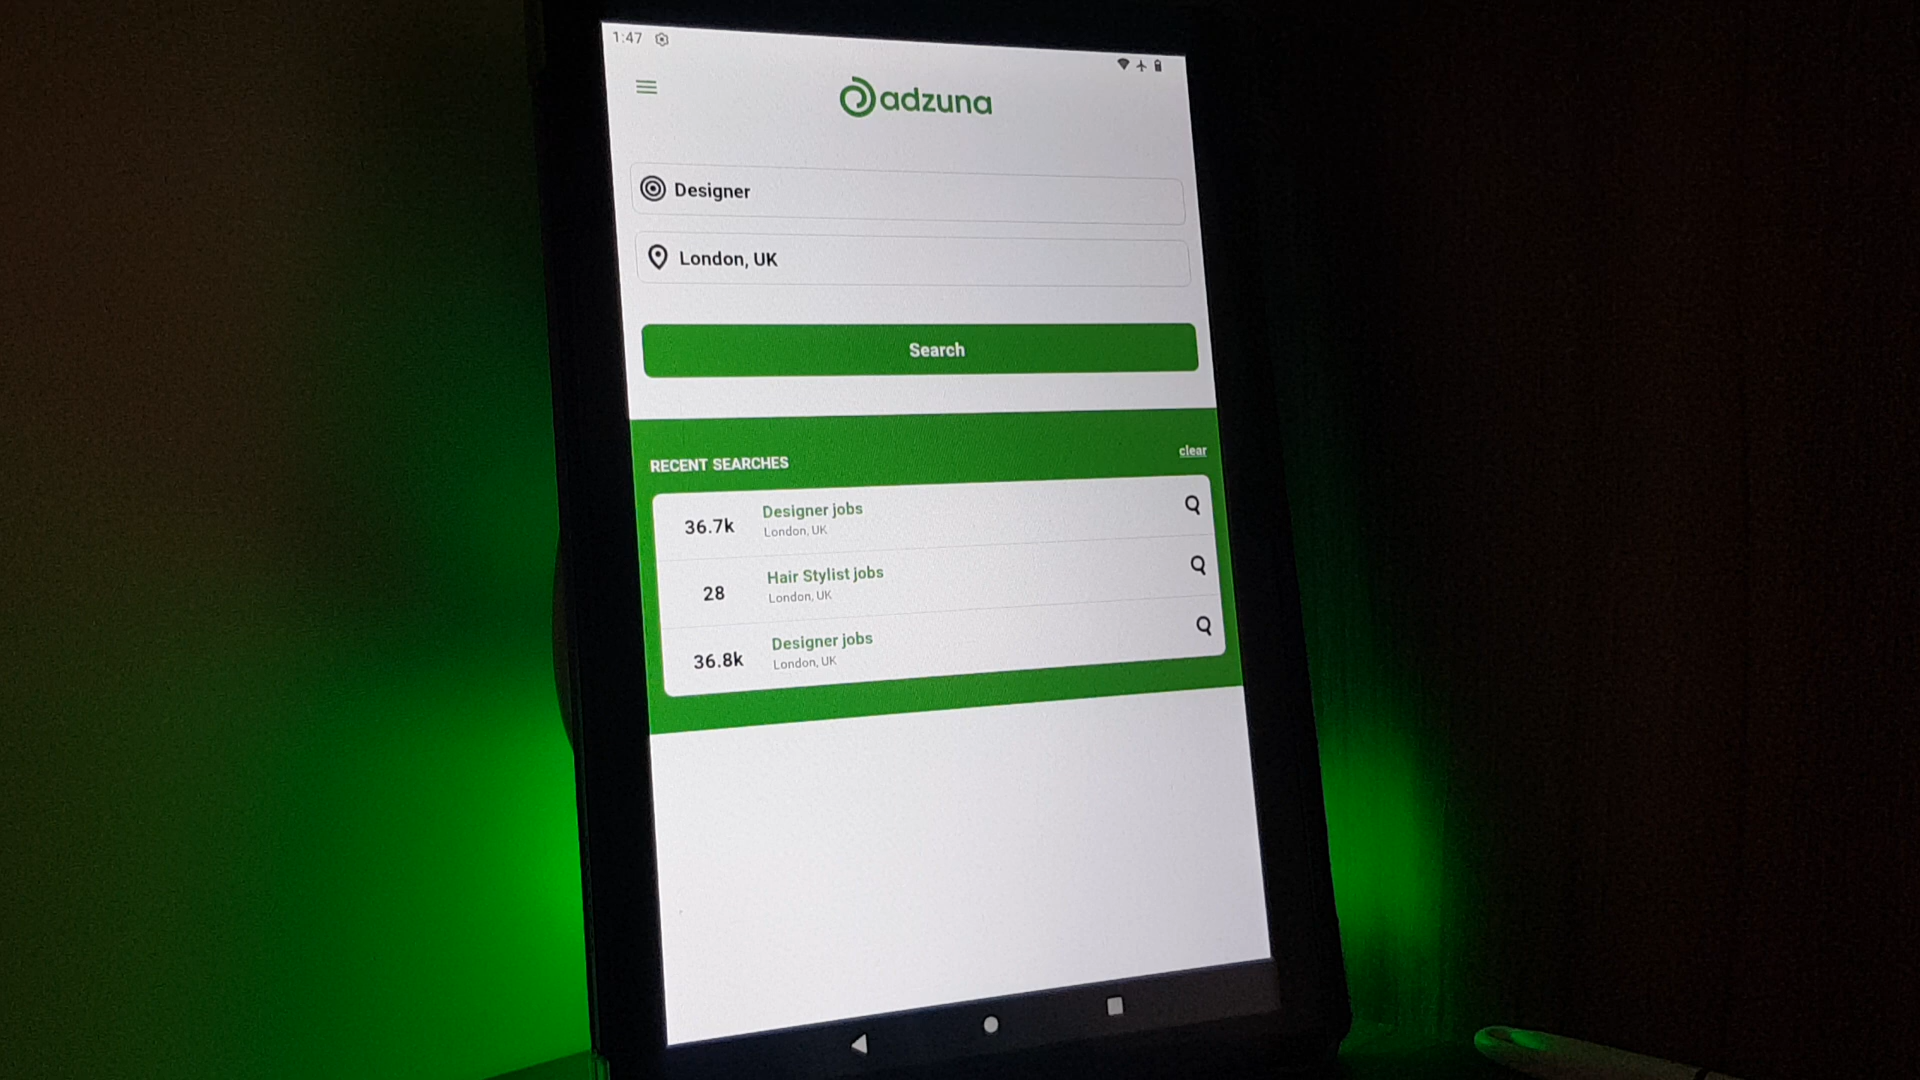 1:47
adzuna
Designer
London, UK
Search
RECENT SEARCHES
clear
36.7k
Designer jobs
London, UK
28
Hair Stylist jobs
London, UK
36.8k
Designer jobs
London, UK